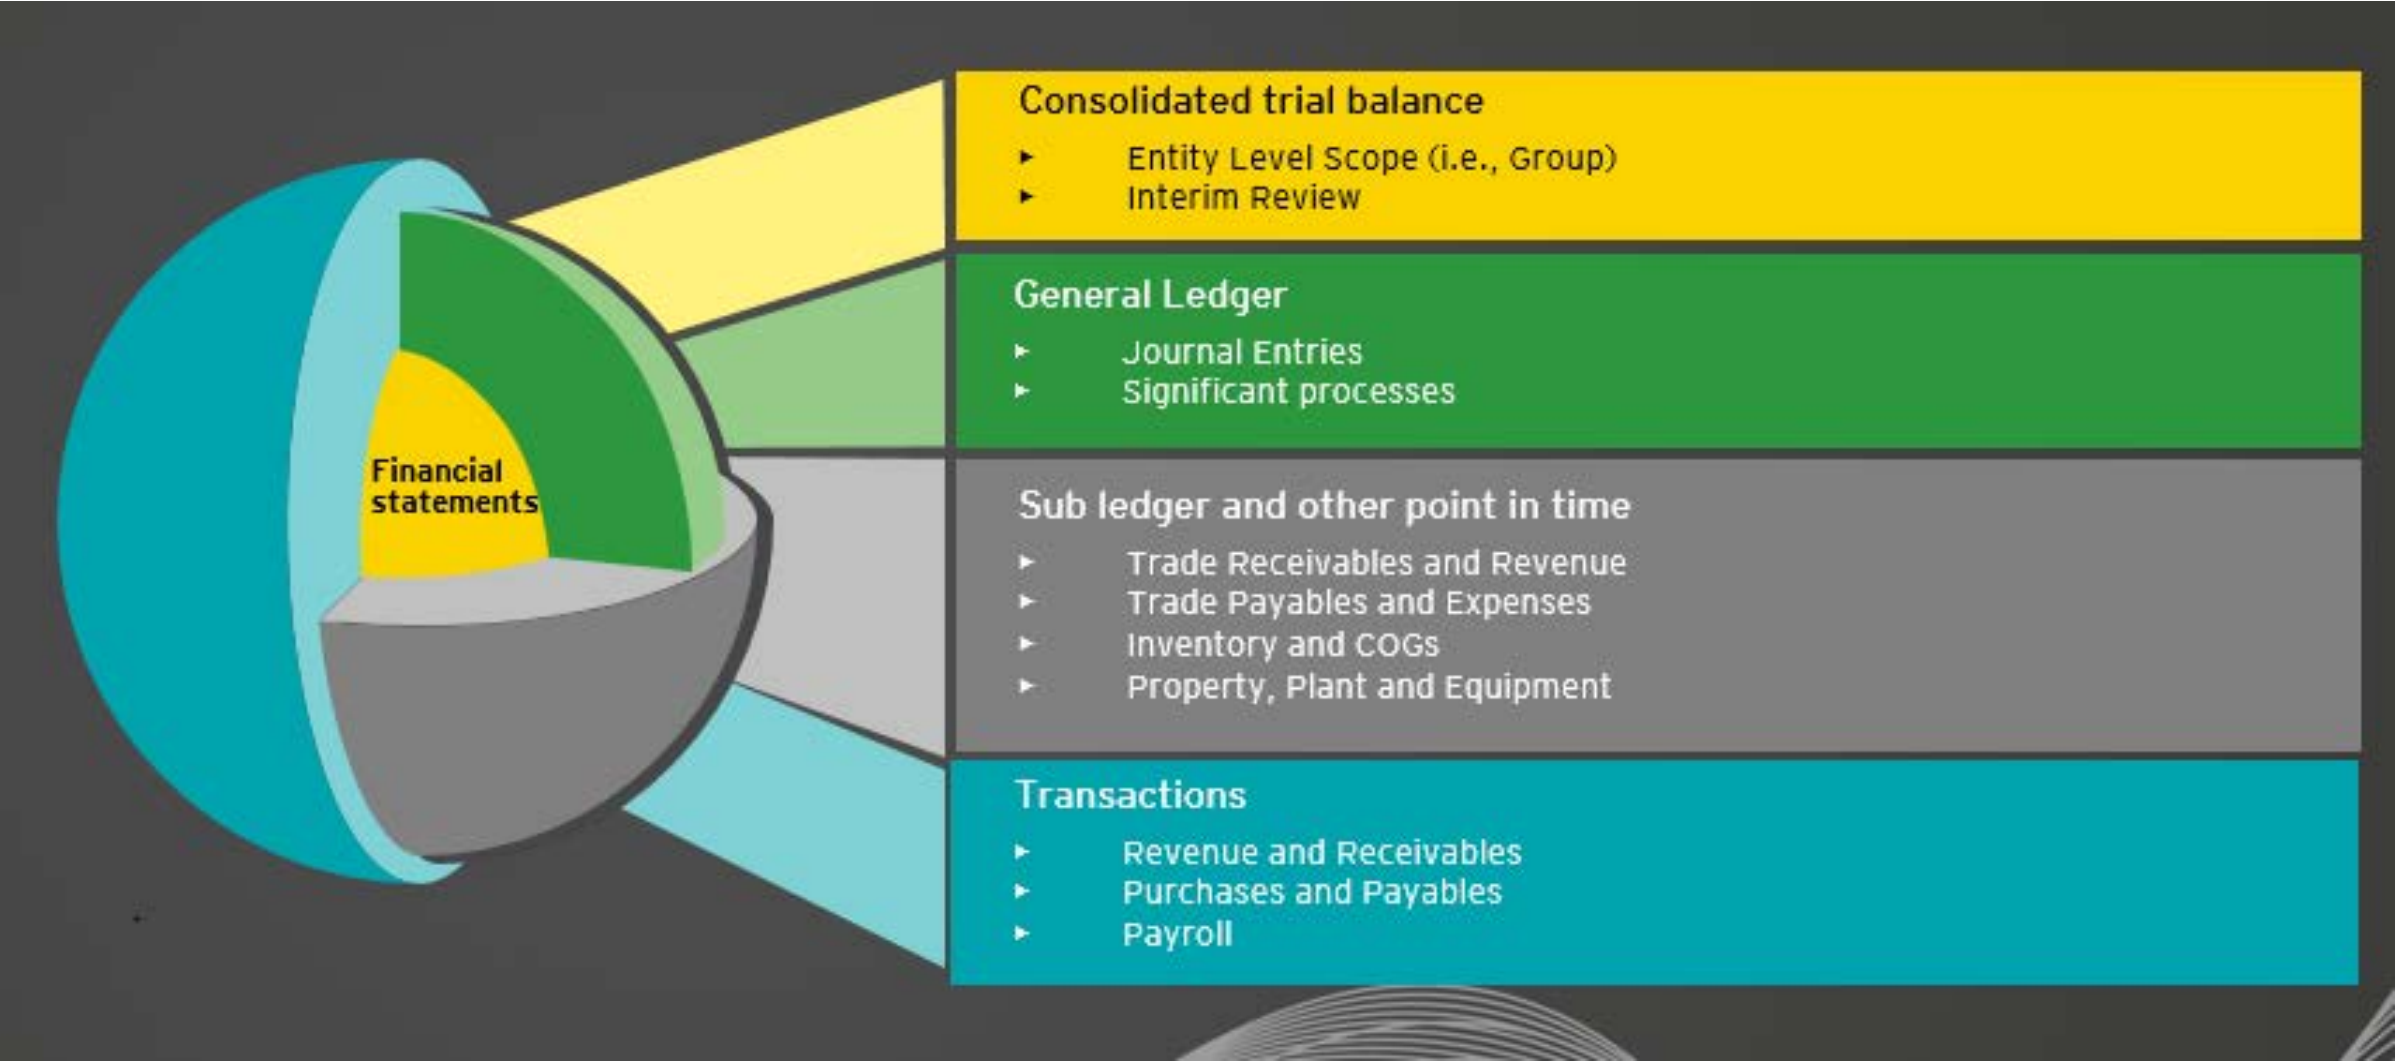 Financial
statements
Consolidated trial balance
► Entity Level Scope (i.e., Group)
► Interim Review
General Ledger
► Journal Entries
► Significant processes
Sub ledger and other point in time
► Trade Receivables and Revenue
► Trade Payables and Expenses
► Inventory and COGs
► Property, Plant and Equipment
Transactions
► Revenue and Receivables
► Purchases and Payables
► Payroll